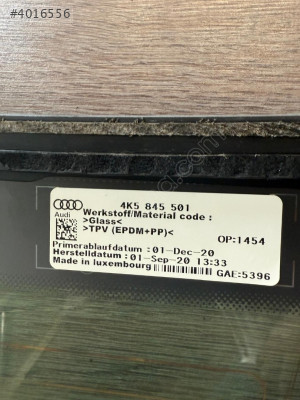 #4016556
4K5 845 501
Audi
Werkstoff/Material code :
>Glass<
>TPV (EPDM+PP)<
OP:1454
Primerablaufdatum :01-Dec-20
Herstelldatum :01-Sep-20 13:33
Made in luxembourg
GAE:5396